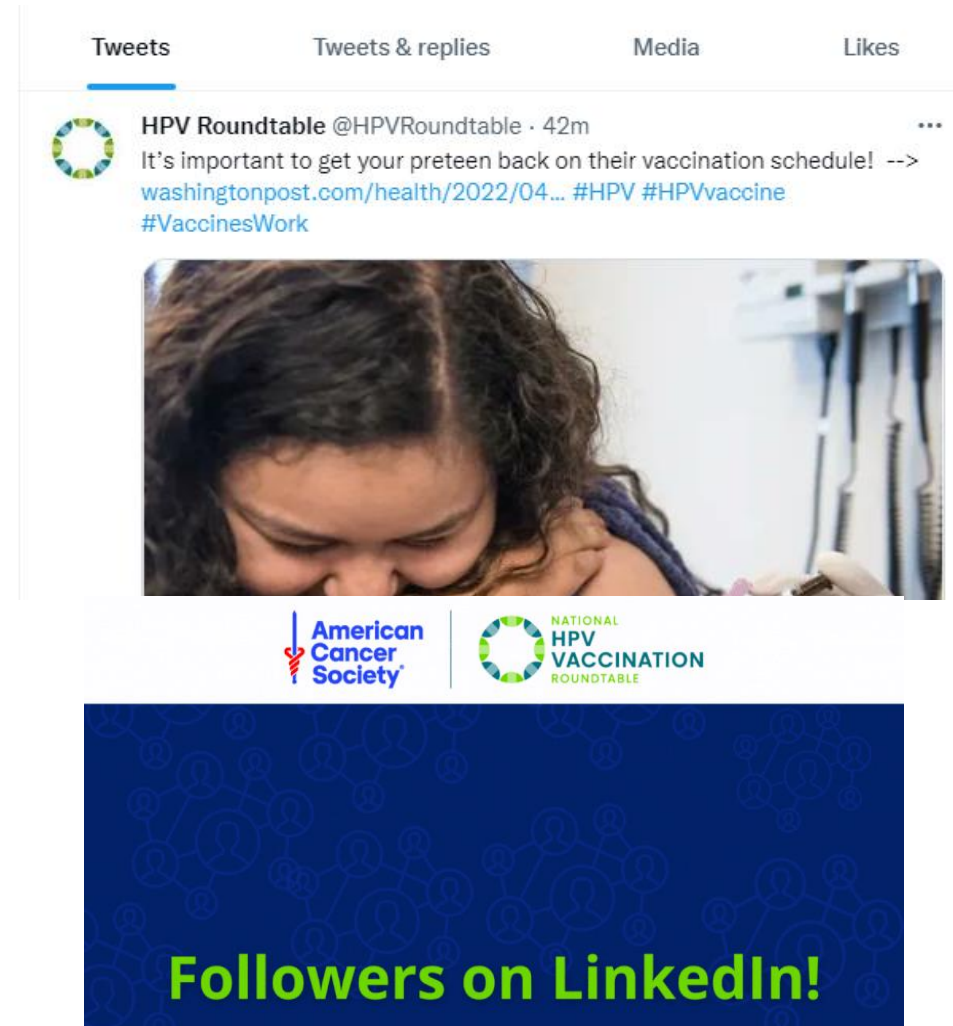 Tweets Tweets & replies Media Likes
HPV Roundtable @HPVRoundtable · 42m
It's important to get your preteen back on their vaccination schedule! -->
washingtonpost.com/health/2022/04... #HPV #HPVvaccine
#VaccinesWork
American
Cancer
Society®
NATIONAL
HPV
VACCINATION
ROUNDTABLE
Followers on LinkedIn!